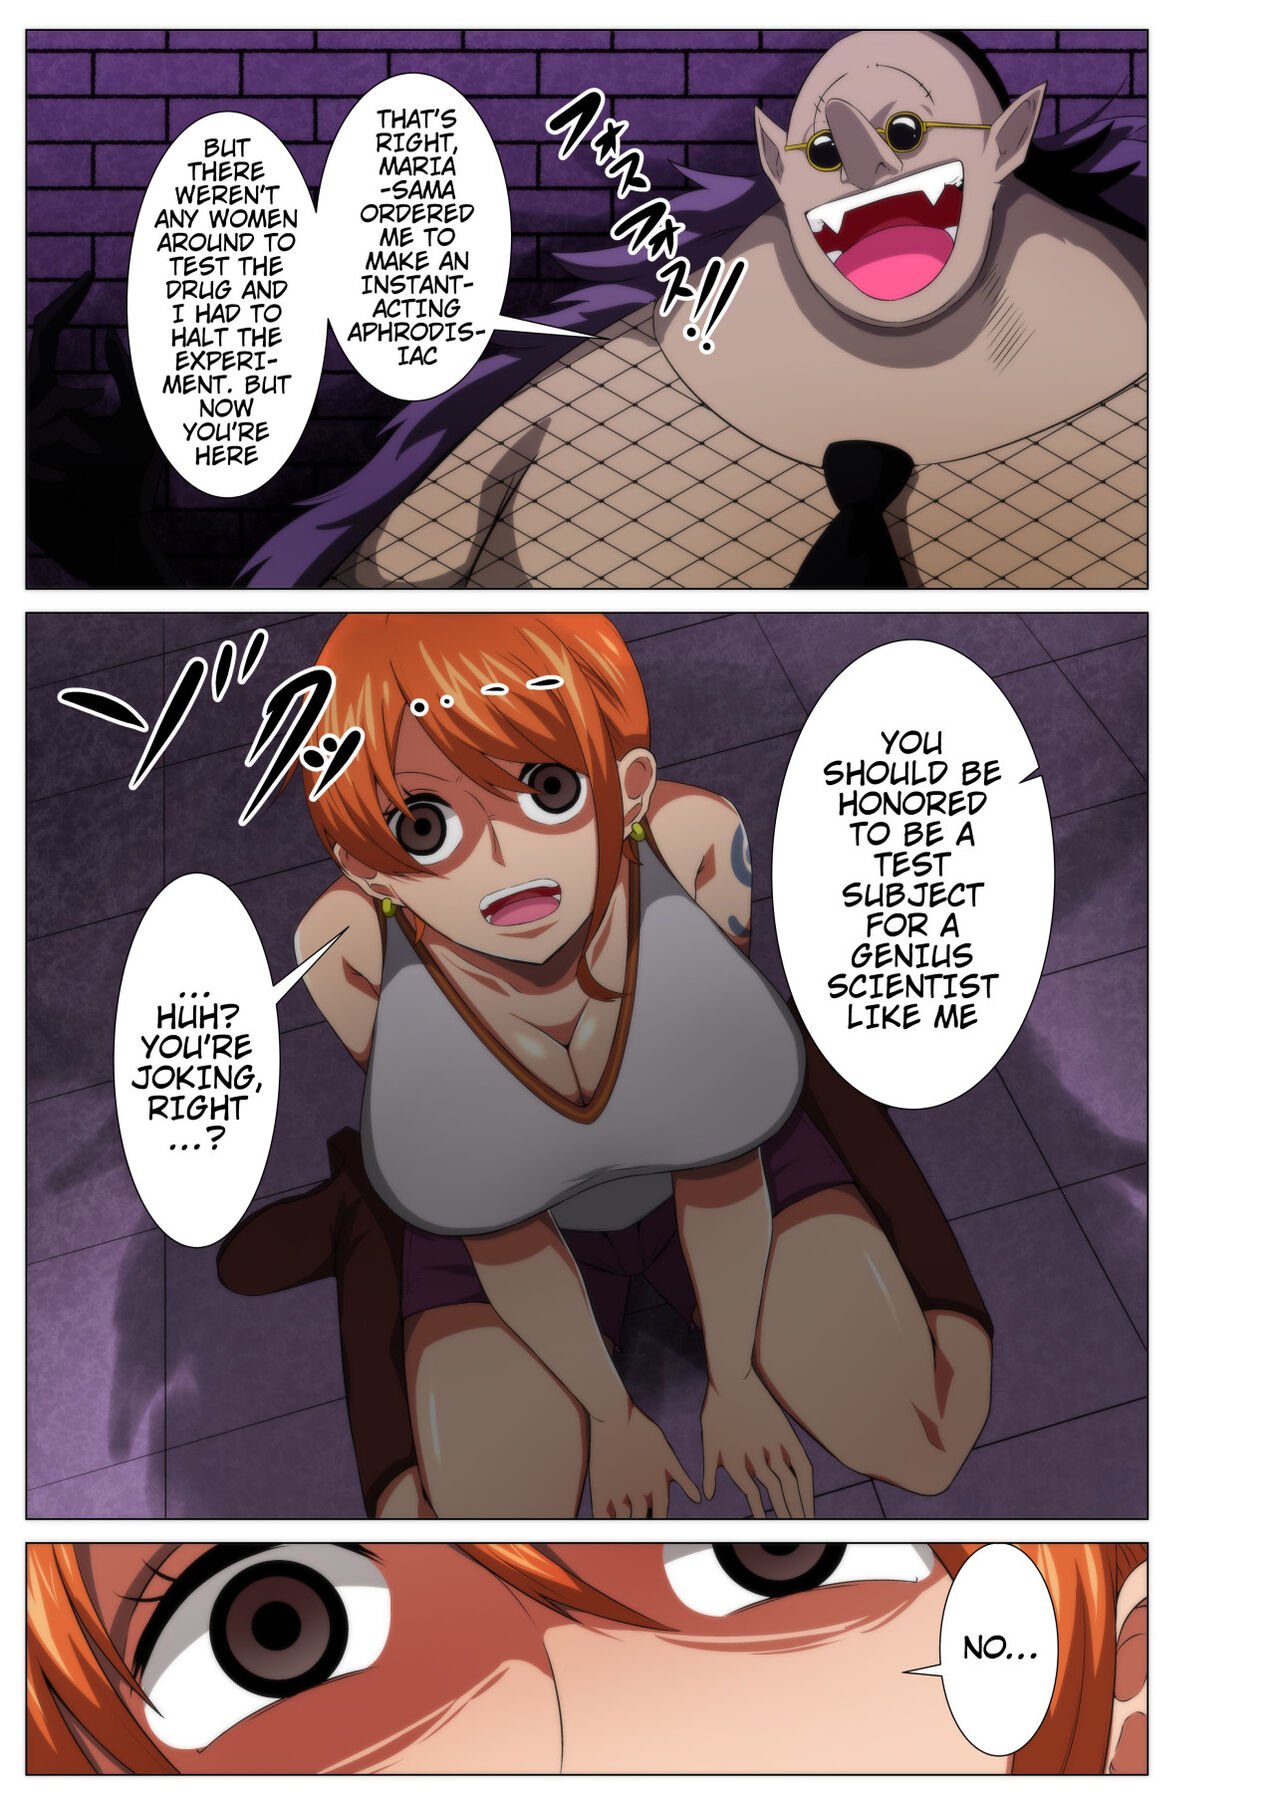 THAT'S
RIGHT,
MARIA
-SAMA
ORDERED
ME TO
MAKE AN
INSTANT-
ACTING
APHRODIS-
IAC
BUT
THERE
WEREN'T
ANY WOMEN
AROUND TO
TEST THE
DRUG AND
I HAD TO
HALT THE
EXPERI-
MENT. BUT
NOW
YOU'RE
HERE
フォスフォス!!
YOU
SHOULD BE
HONORED
TO BE A
TEST
SUBJECT
FOR A
GENIUS
SCIENTIST
LIKE ME
ゾクッ
...
HUH?
YOU'RE
JOKING,
RIGHT
...?
NO...